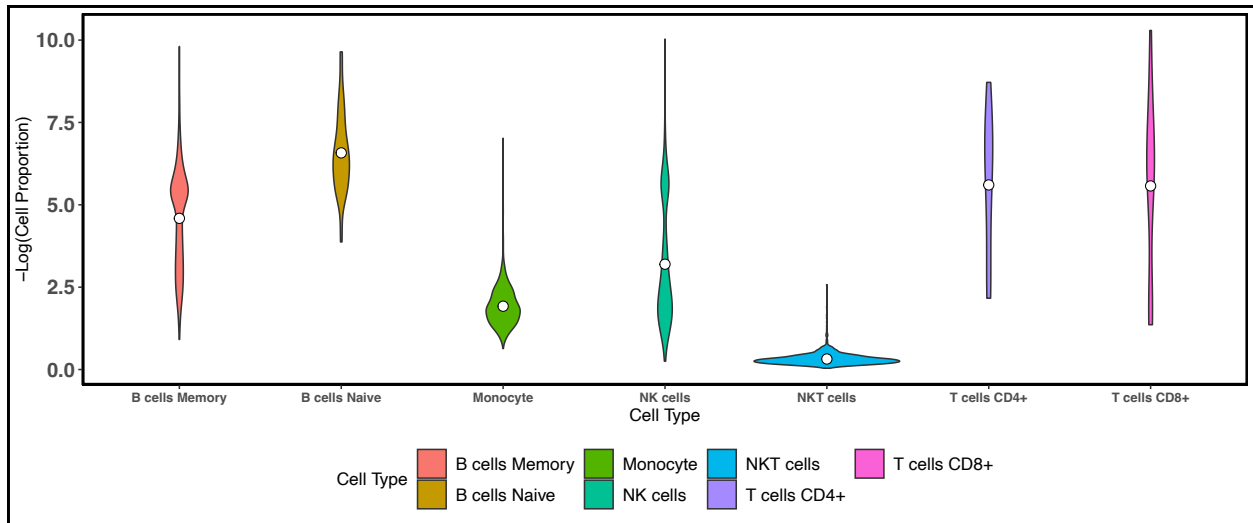 10.0
7.5
5.0
2.5
0.0
−Log(Cell Proportion)
B cells Memory B cells Naive Monocyte NK cells NKT cells T cells CD4+ T cells CD8+
Cell Type
Cell Type
B cells Memory Monocyte NKT cells T cells CD8+
B cells Naive NK cells T cells CD4+